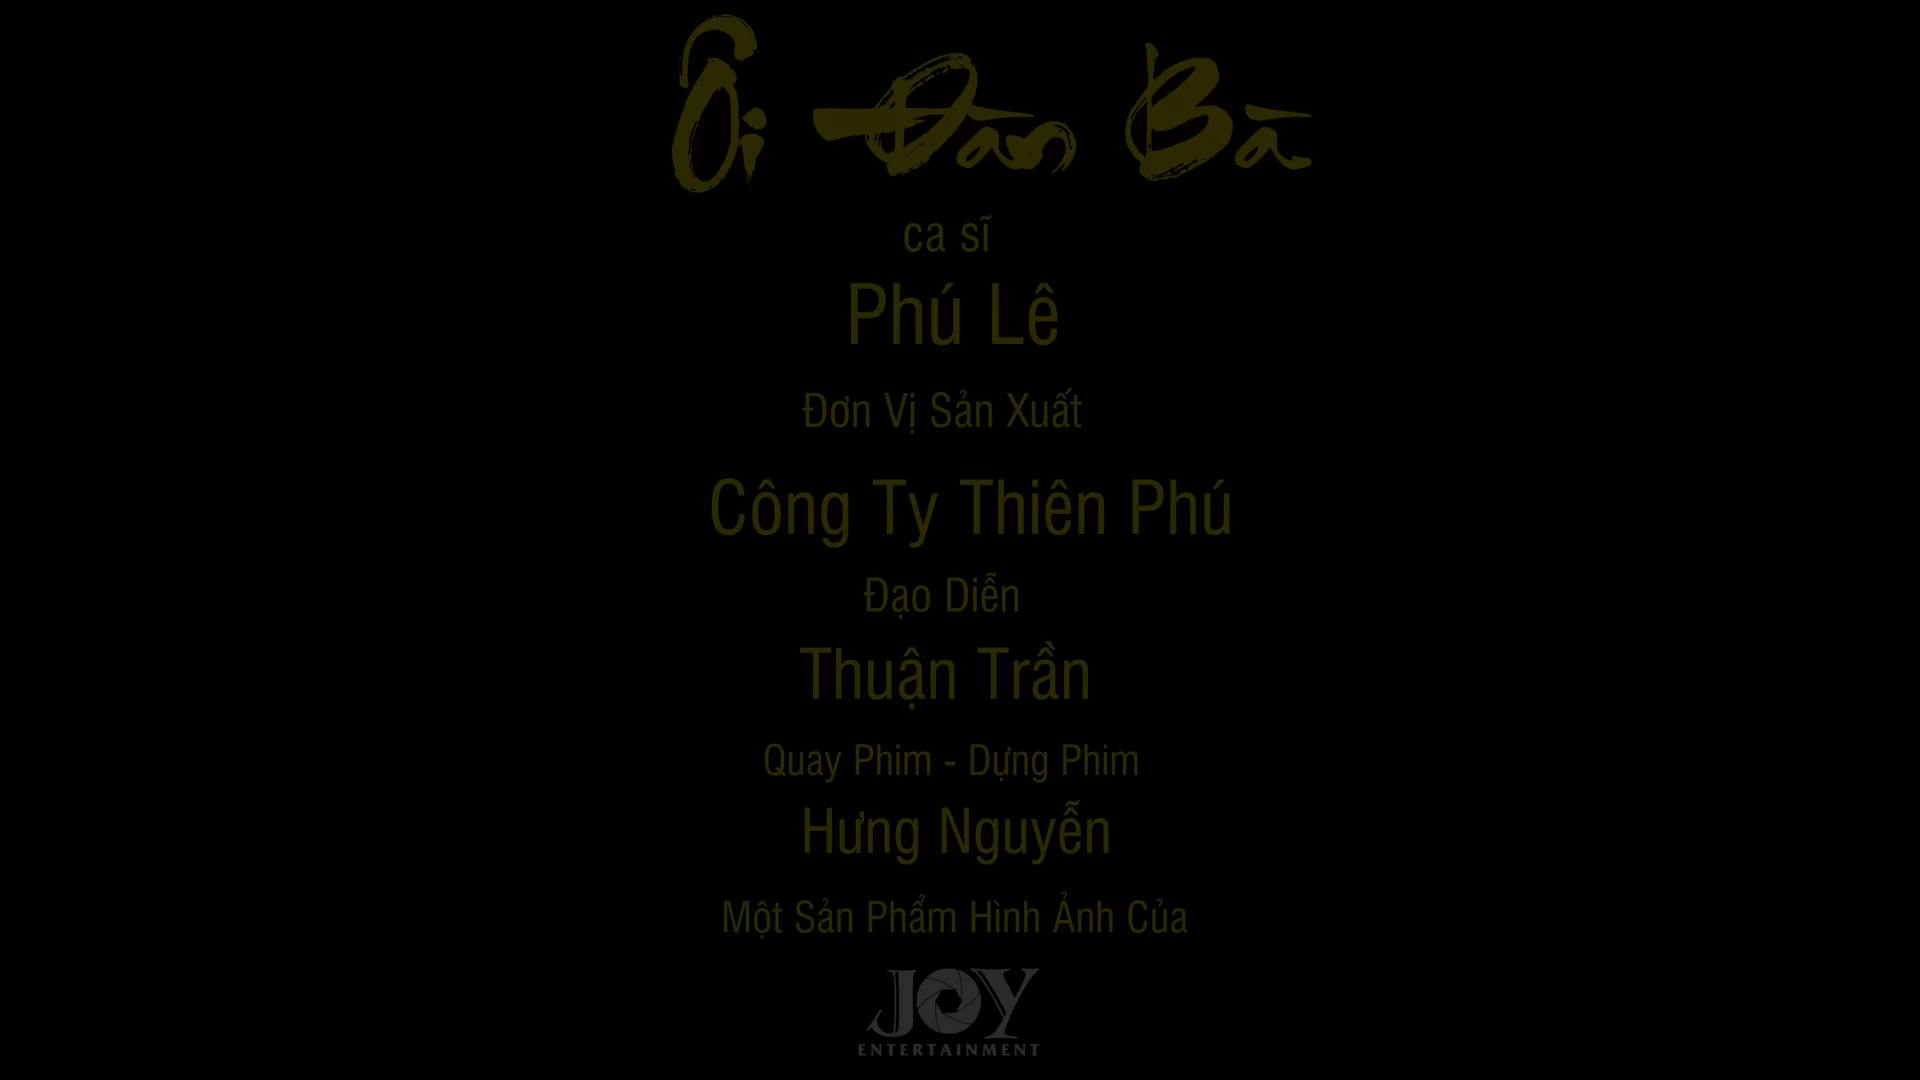 Ôi Đàn Bà
ca sĩ
Phú Lê
Đơn Vị Sản Xuất
Công Ty Thiên Phú
Đạo Diễn
Thuận Trần
Quay Phim - Dựng Phim
Hưng Nguyễn
Một Sản Phẩm Hình Ảnh Của
JOY
ENTERTAINMENT